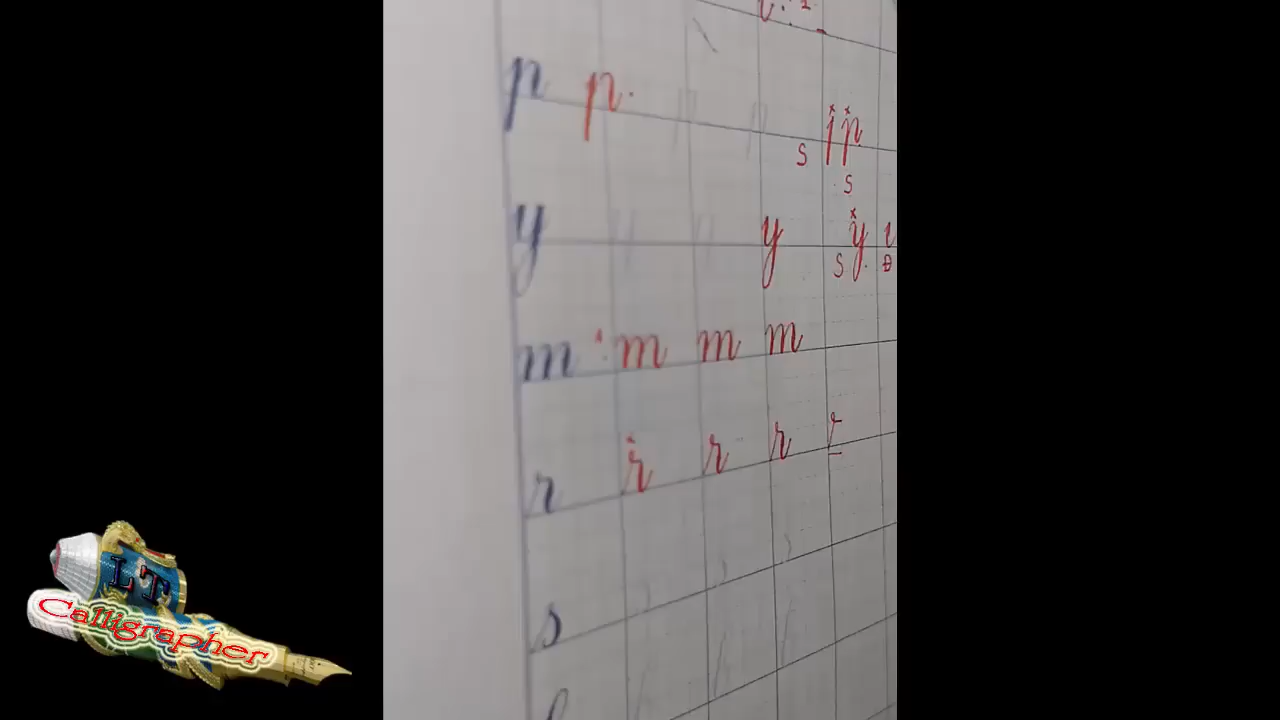 p p. s j p
s
y y s y ı
m m m m
r r r r r
s
LT
Calligrapher